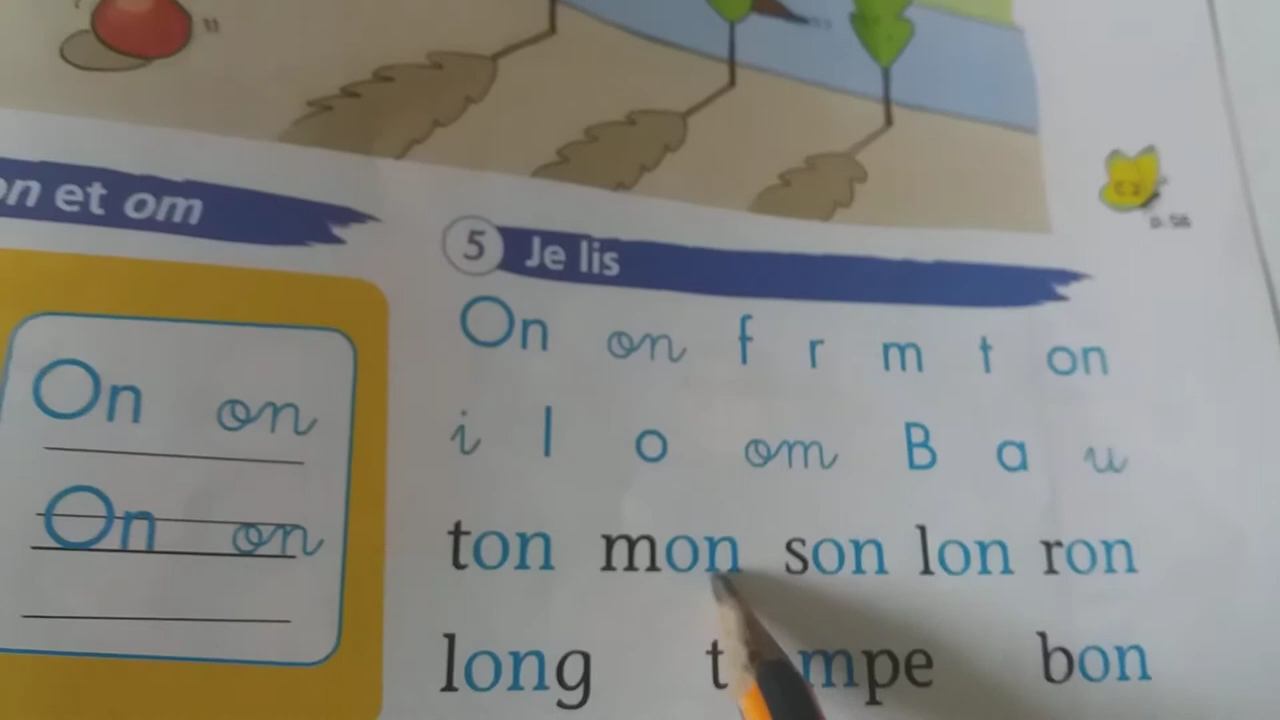 on et om
5 Je lis
On on
On on
On on f r m t on
i l o om B a u
ton mon son lon ron
long bon